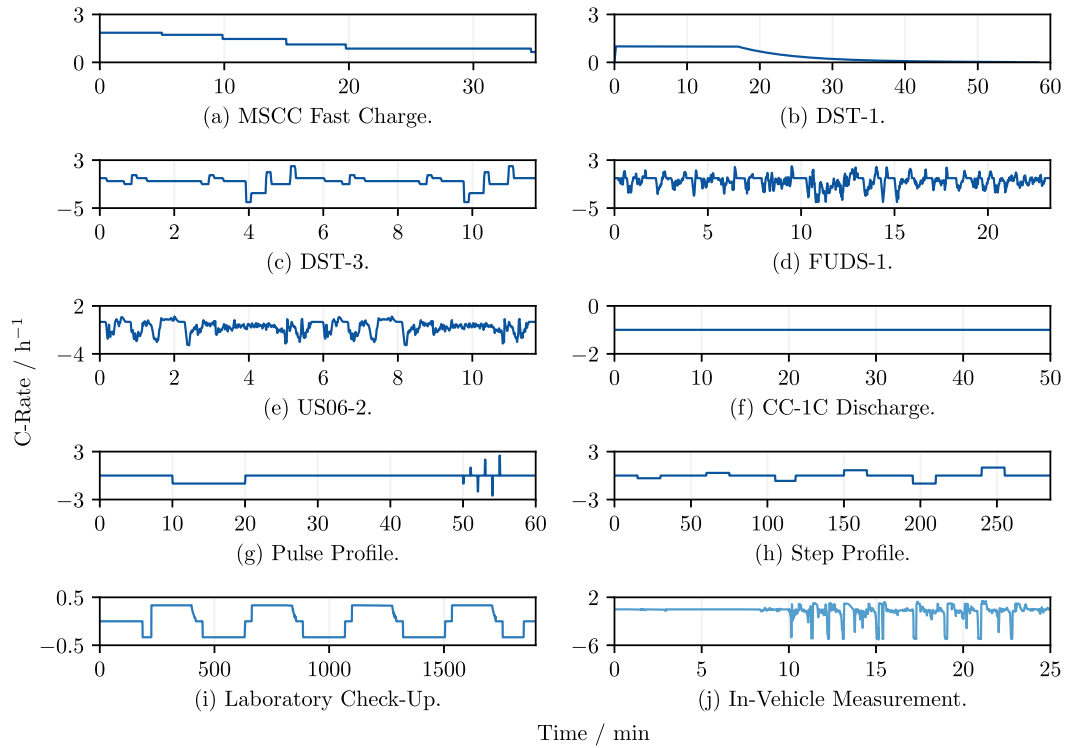 3
0
0 10 20 30
(a) MSCC Fast Charge.
3
0
0 10 20 30 40 50 60
(b) DST-1.
3
−5
0 2 4 6 8 10
(c) DST-3.
3
−5
0 5 10 15 20
(d) FUDS-1.
2
−4
0 2 4 6 8 10
(e) US06-2.
0
−2
0 10 20 30 40 50
(f) CC-1C Discharge.
3
−3
0 10 20 30 40 50 60
(g) Pulse Profile.
3
−3
0 50 100 150 200 250
(h) Step Profile.
0.5
−0.5
500 1000 1500
(i) Laboratory Check-Up.
2
−6
0 5 10 15 20 25
(j) In-Vehicle Measurement.
C-Rate / h⁻¹
Time / min